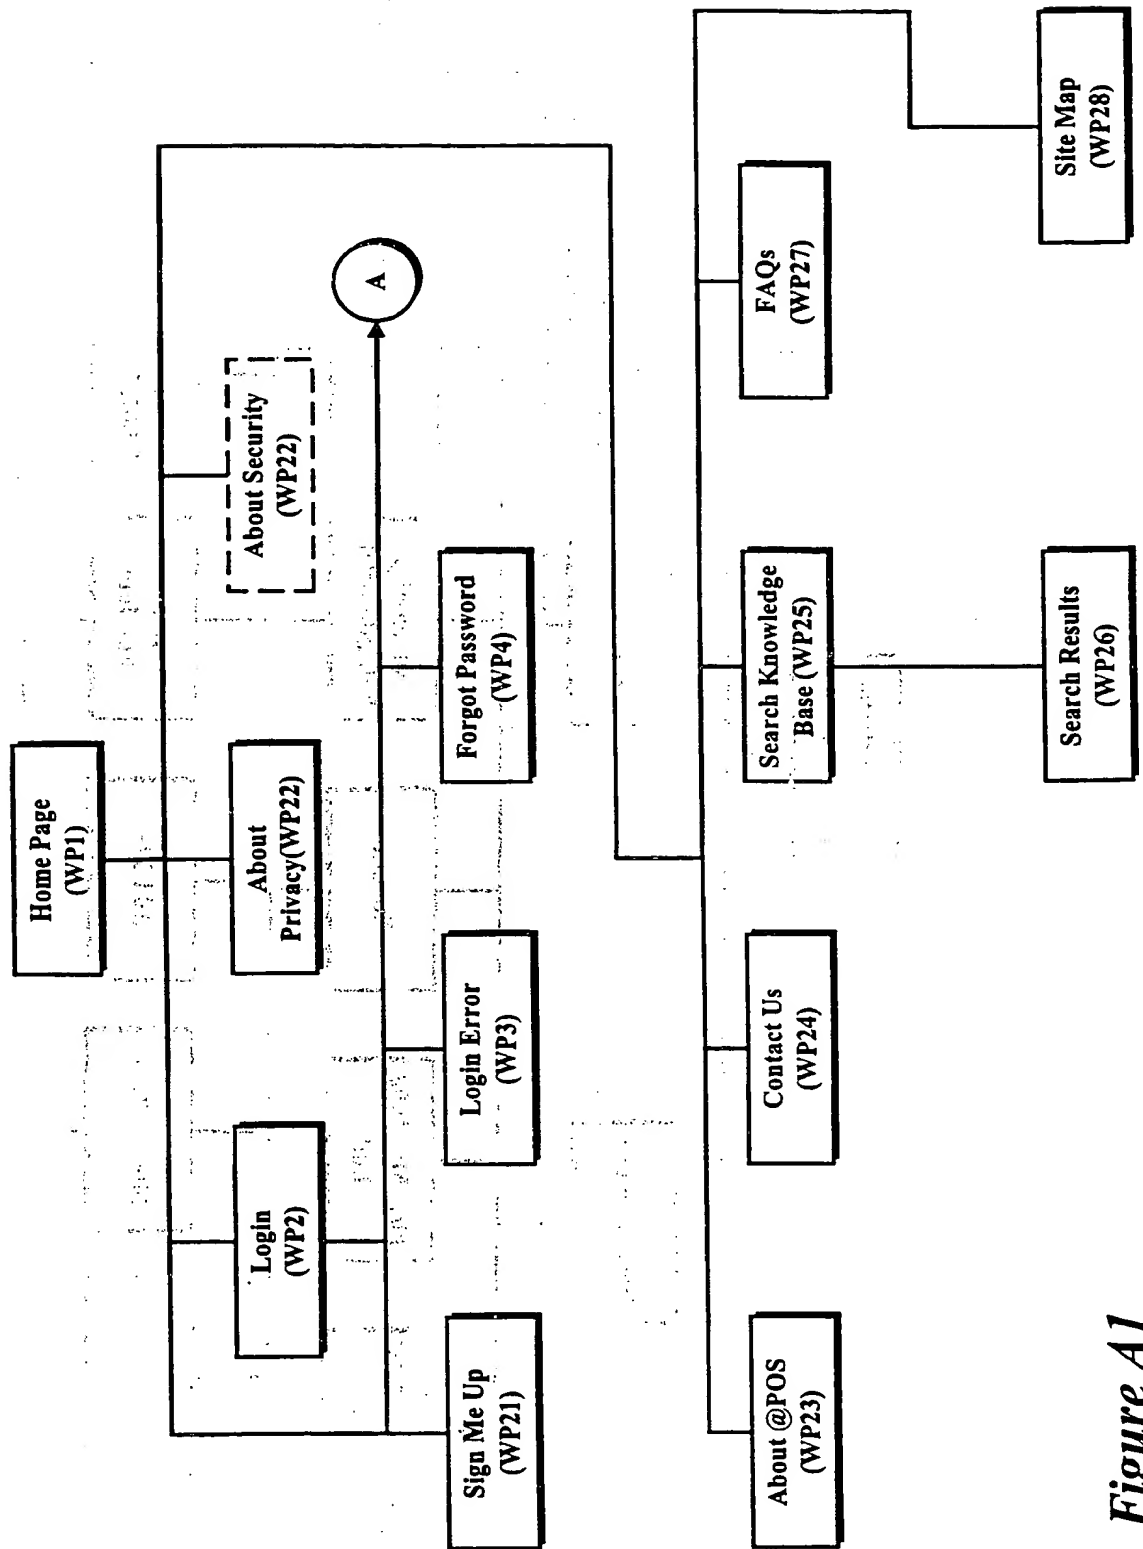 Home Page
(WP1)
Login
(WP2)
About
Privacy(WP22)
About Security
(WP22)
A
Sign Me Up
(WP21)
Login Error
(WP3)
Forgot Password
(WP4)
About @POS
(WP23)
Contact Us
(WP24)
Search Knowledge
Base (WP25)
FAQs
(WP27)
Search Results
(WP26)
Site Map
(WP28)
Figure A1